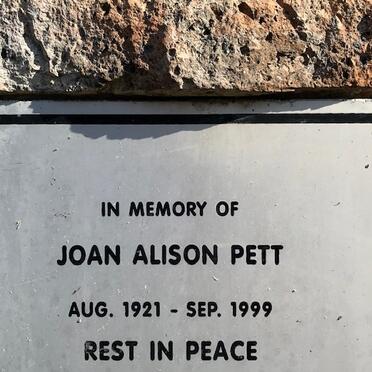 IN MEMORY OF
JOAN ALISON PETT
AUG. 1921 - SEP. 1999
REST IN PEACE